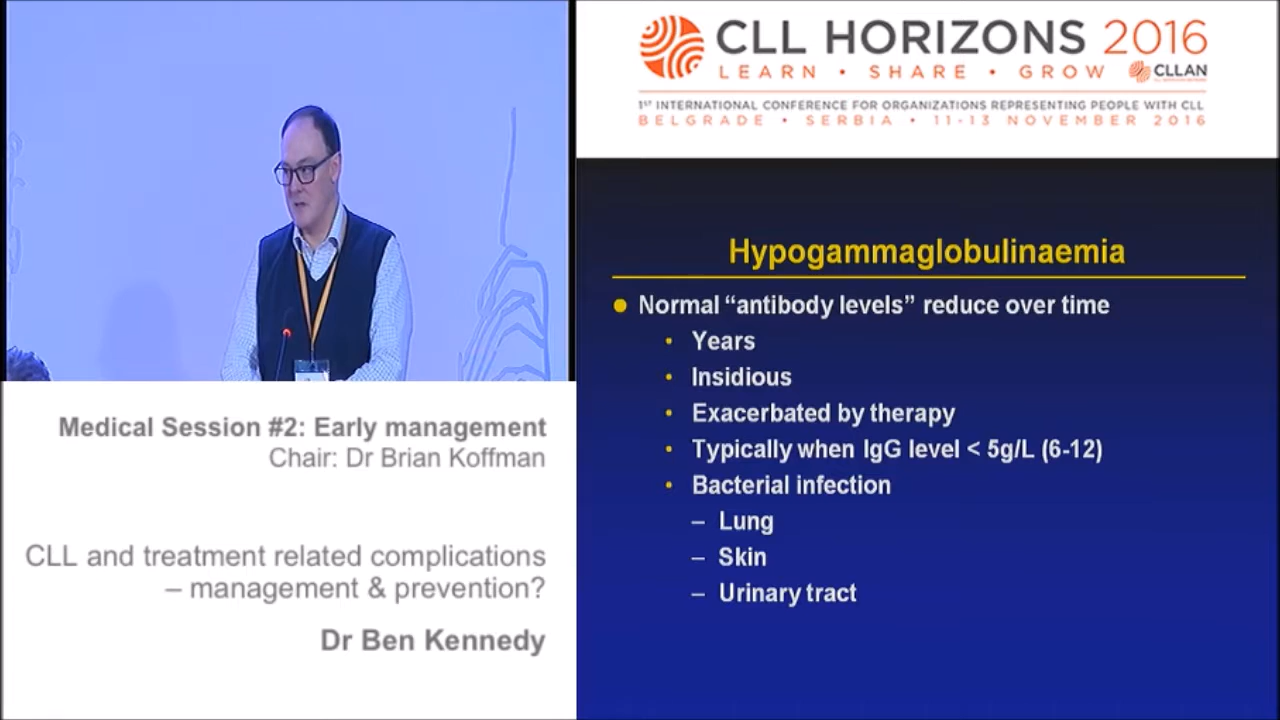 CLL HORIZONS 2016
LEARN • SHARE • GROW
CLLAN
1ST INTERNATIONAL CONFERENCE FOR ORGANIZATIONS REPRESENTING PEOPLE WITH CLL
BELGRADE • SERBIA • 11-13 NOVEMBER 2016
Hypogammaglobulinaemia
● Normal “antibody levels” reduce over time
• Years
• Insidious
• Exacerbated by therapy
• Typically when IgG level < 5g/L (6-12)
• Bacterial infection
– Lung
– Skin
– Urinary tract
Medical Session #2: Early management
Chair: Dr Brian Koffman
CLL and treatment related complications
– management & prevention?
Dr Ben Kennedy